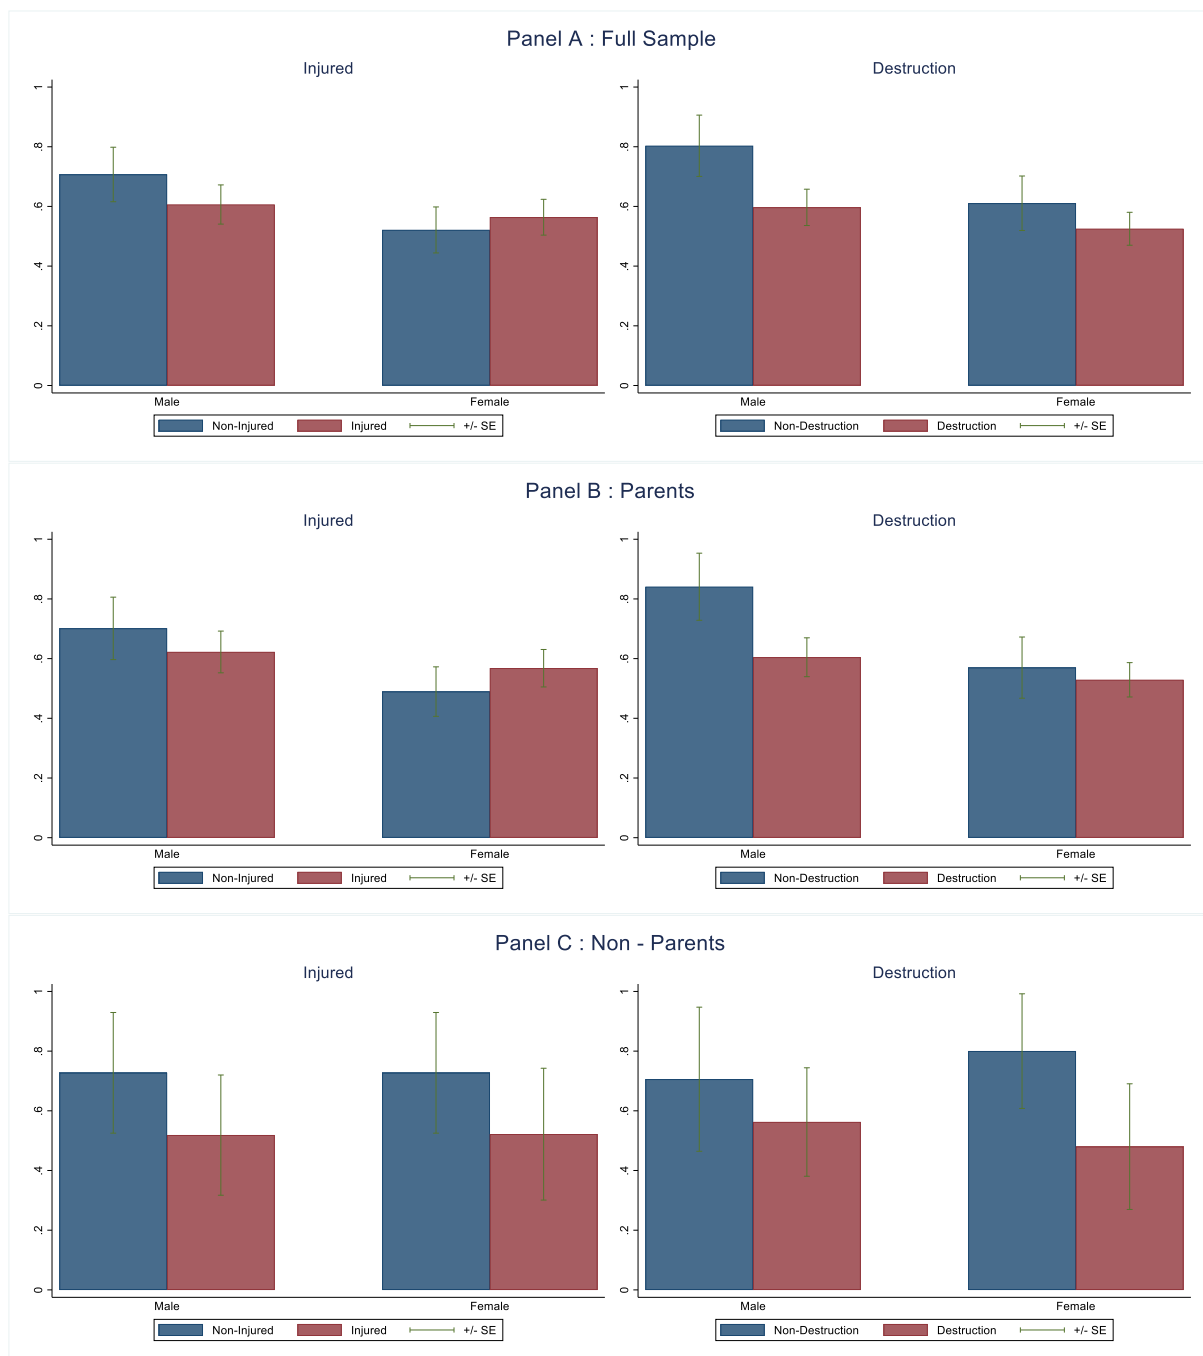 Panel A : Full Sample
Injured
Destruction
1
.8
.6
.4
.2
0
Male
Female
Non-Injured
Injured
+/- SE
1
.8
.6
.4
.2
0
Male
Female
Non-Destruction
Destruction
+/- SE
Panel B : Parents
Injured
Destruction
1
.8
.6
.4
.2
0
Male
Female
Non-Injured
Injured
+/- SE
1
.8
.6
.4
.2
0
Male
Female
Non-Destruction
Destruction
+/- SE
Panel C : Non - Parents
Injured
Destruction
1
.8
.6
.4
.2
0
Male
Female
Non-Injured
Injured
+/- SE
1
.8
.6
.4
.2
0
Male
Female
Non-Destruction
Destruction
+/- SE